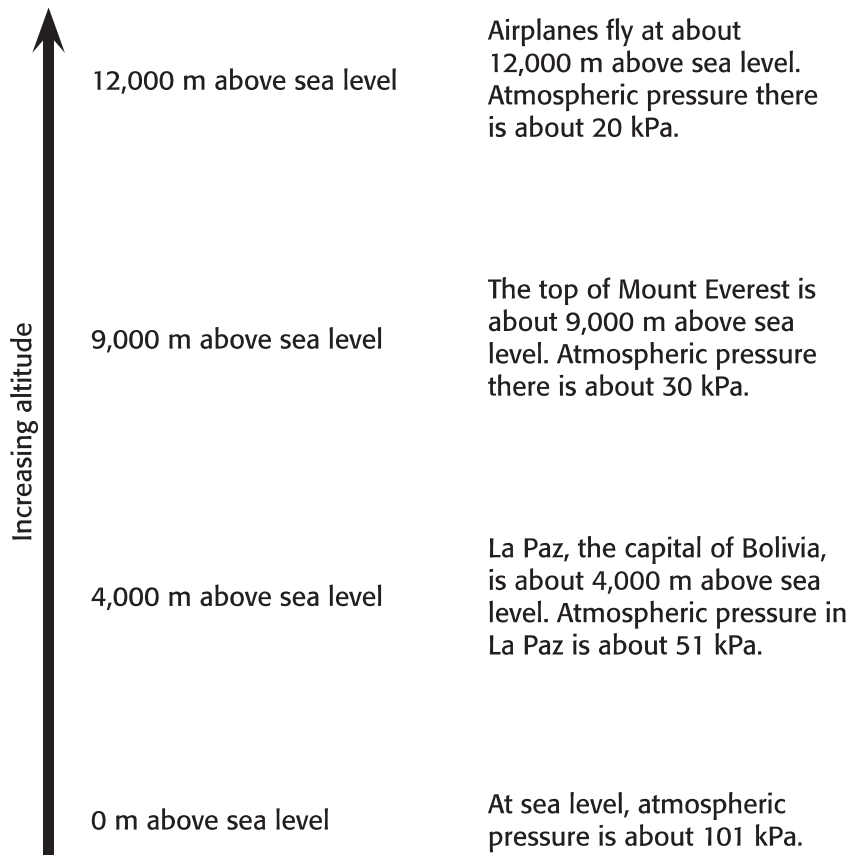 Airplanes fly at about
12,000 m above sea level.
Atmospheric pressure there
is about 20 kPa.
12,000 m above sea level
The top of Mount Everest is
about 9,000 m above sea
level. Atmospheric pressure
there is about 30 kPa.
9,000 m above sea level
Increasing altitude
La Paz, the capital of Bolivia,
is about 4,000 m above sea
level. Atmospheric pressure in
La Paz is about 51 kPa.
4,000 m above sea level
At sea level, atmospheric
pressure is about 101 kPa.
0 m above sea level